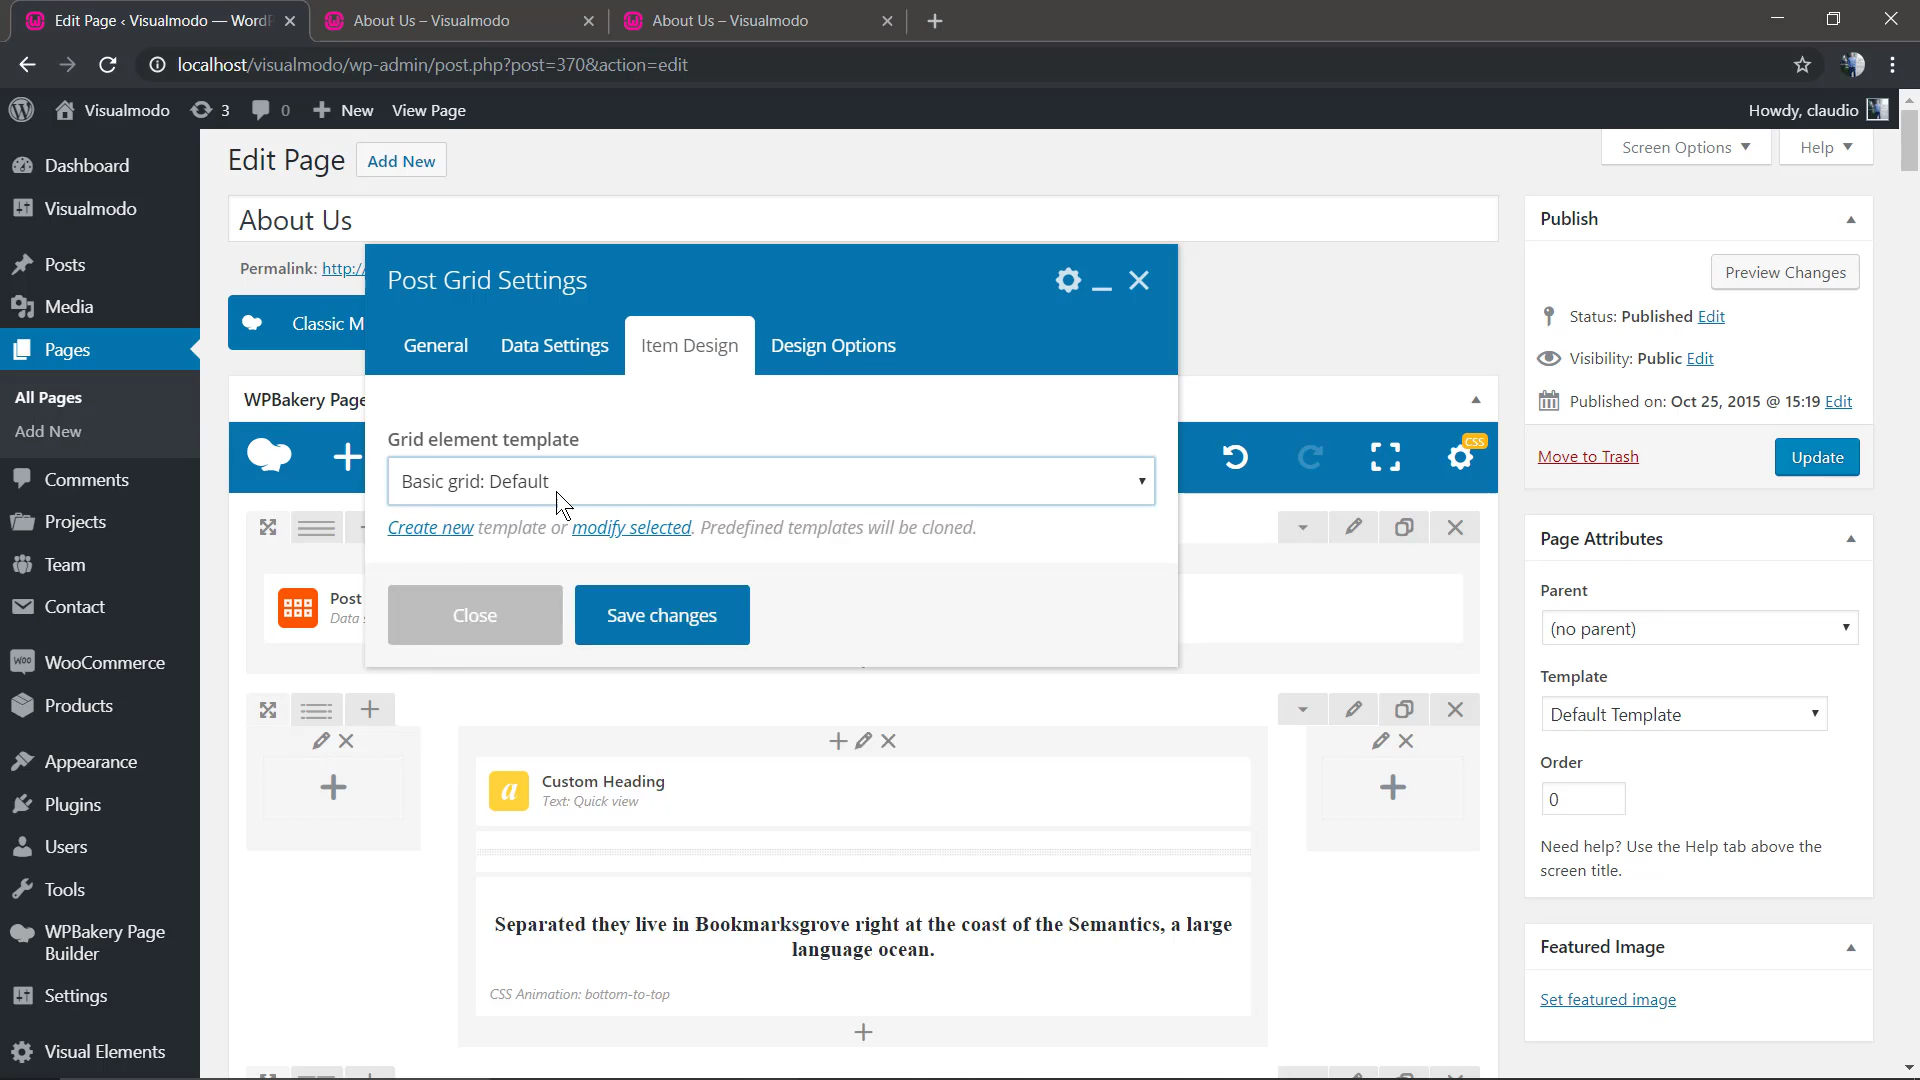 Edit Page ‹ Visualmodo — WordP
About Us – Visualmodo
About Us – Visualmodo
localhost/visualmodo/wp-admin/post.php?post=370&action=edit
Visualmodo
3
0
New
View Page
Howdy, claudio
Dashboard
Visualmodo
Posts
Media
Pages
All Pages
Add New
Comments
Projects
Team
Contact
WooCommerce
Products
Appearance
Plugins
Users
Tools
WPBakery Page
Builder
Settings
Visual Elements
Edit Page
Add New
Screen Options
Help
About Us
Permalink: http:/
Classic M
WPBakery Page
CSS
Post
Data
Post Grid Settings
General
Data Settings
Item Design
Design Options
Grid element template
Basic grid: Default
Create new template or modify selected. Predefined templates will be cloned.
Close
Save changes
Custom Heading
Text: Quick view
Separated they live in Bookmarksgrove right at the coast of the Semantics, a large
language ocean.
CSS Animation: bottom-to-top
Publish
Preview Changes
Status: Published Edit
Visibility: Public Edit
Published on: Oct 25, 2015 @ 15:19 Edit
Move to Trash
Update
Page Attributes
Parent
(no parent)
Template
Default Template
Order
0
Need help? Use the Help tab above the
screen title.
Featured Image
Set featured image